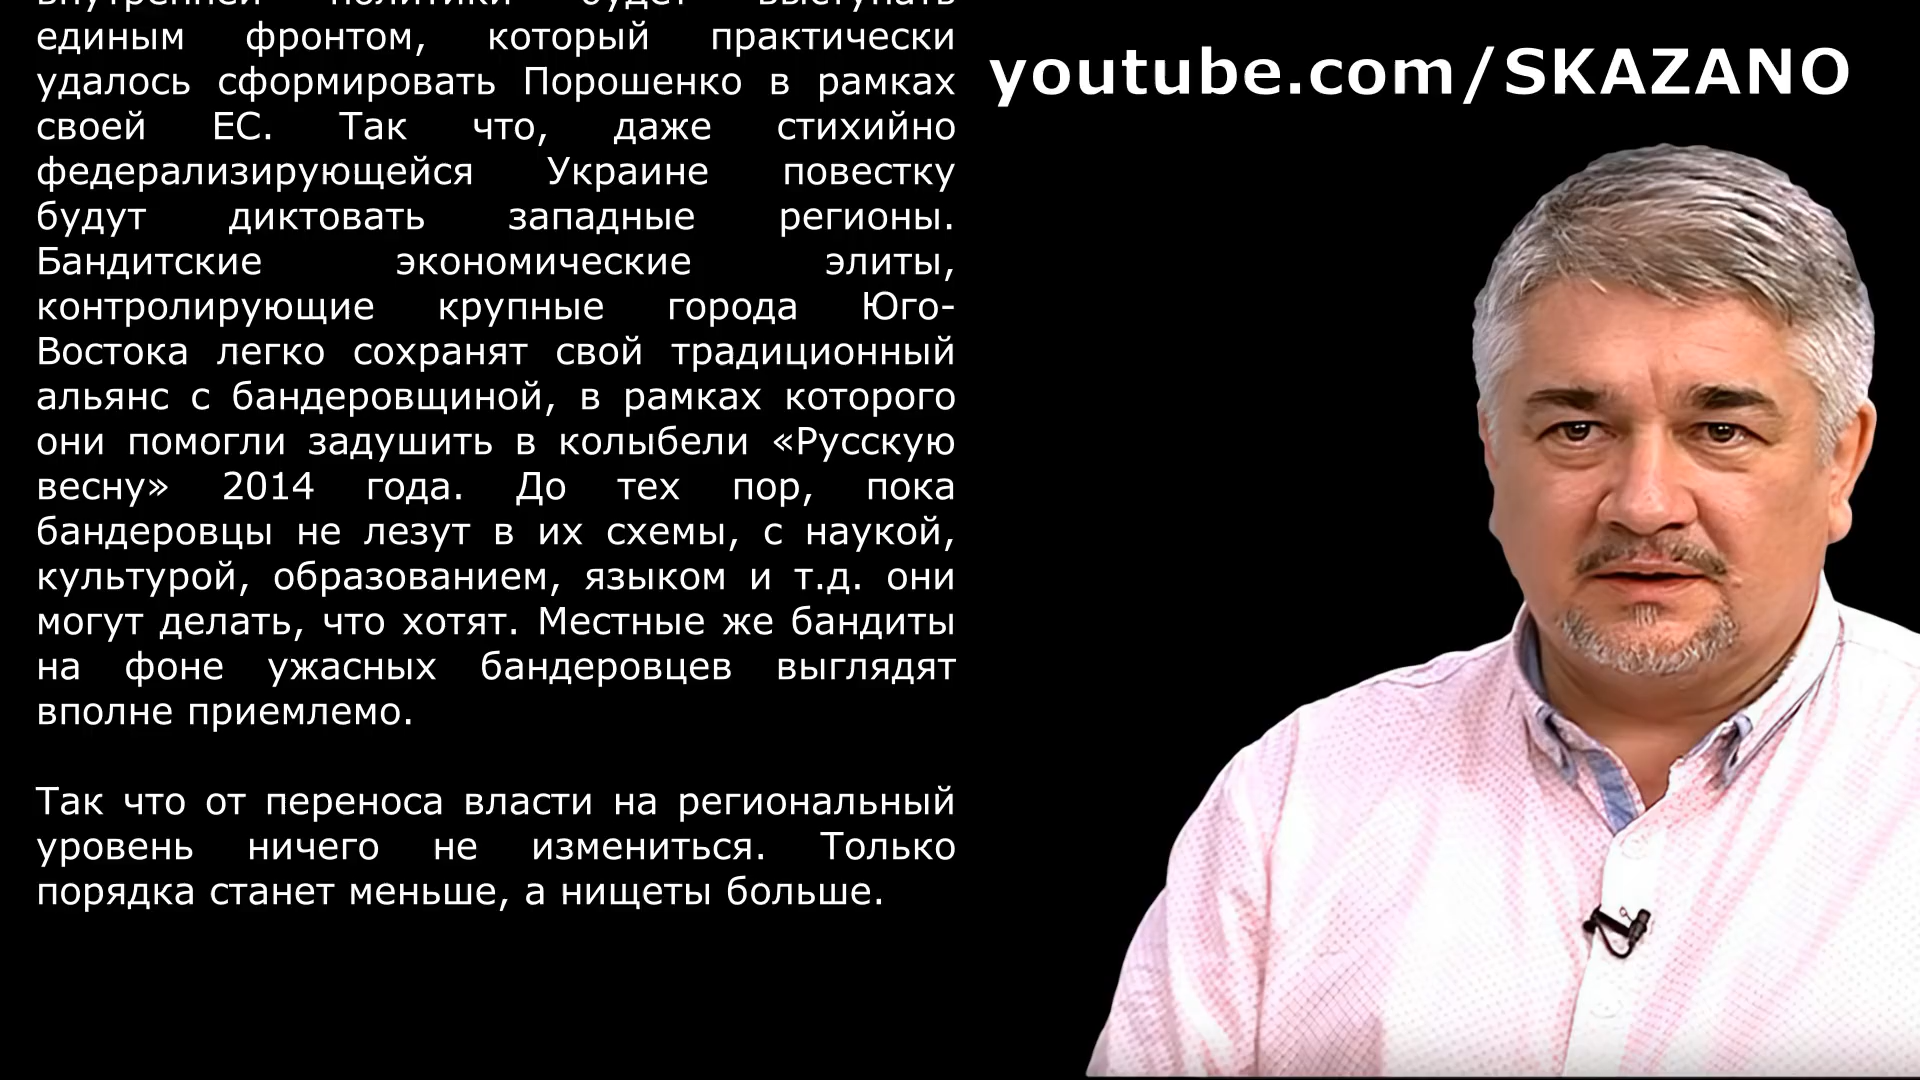 внутренней политики будет выступать
единым фронтом, который практически
удалось сформировать Порошенко в рамках
своей ЕС. Так что, даже стихийно
федерализирующейся Украине повестку
будут диктовать западные регионы.
Бандитские экономические элиты,
контролирующие крупные города Юго-
Востока легко сохранят свой традиционный
альянс с бандеровщиной, в рамках которого
они помогли задушить в колыбели «Русскую
весну» 2014 года. До тех пор, пока
бандеровцы не лезут в их схемы, с наукой,
культурой, образованием, языком и т.д. они
могут делать, что хотят. Местные же бандиты
на фоне ужасных бандеровцев выглядят
вполне приемлемо.
Так что от переноса власти на региональный
уровень ничего не измениться. Только
порядка станет меньше, а нищеты больше.
youtube.com/SKAZANO